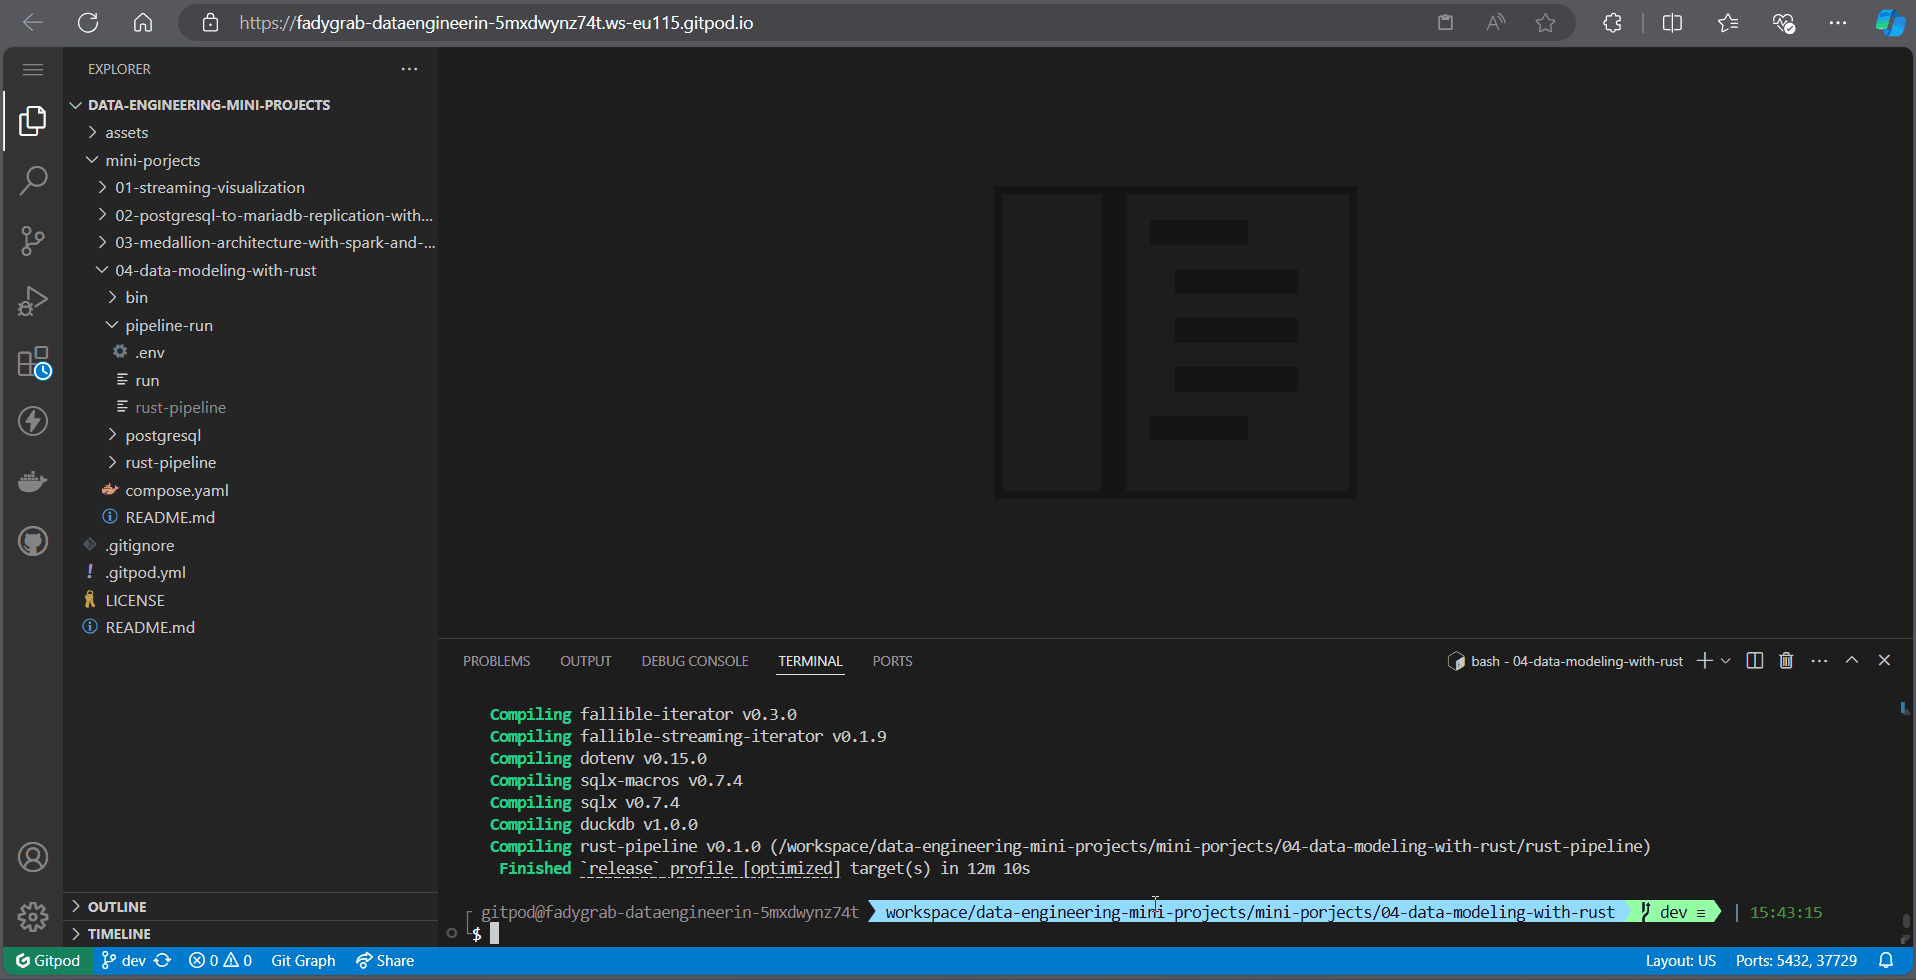 https://fadygrab-dataengineerin-5mxdwynz74t.ws-eu115.gitpod.io
EXPLORER
DATA-ENGINEERING-MINI-PROJECTS
assets
mini-porjects
01-streaming-visualization
02-postgresql-to-mariadb-replication-with...
03-medallion-architecture-with-spark-and-...
04-data-modeling-with-rust
bin
pipeline-run
.env
run
rust-pipeline
postgresql
rust-pipeline
compose.yaml
README.md
.gitignore
.gitpod.yml
LICENSE
README.md
OUTLINE
TIMELINE
PROBLEMS OUTPUT DEBUG CONSOLE TERMINAL PORTS
bash - 04-data-modeling-with-rust
Compiling fallible-iterator v0.3.0
Compiling fallible-streaming-iterator v0.1.9
Compiling dotenv v0.15.0
Compiling sqlx-macros v0.7.4
Compiling sqlx v0.7.4
Compiling duckdb v1.0.0
Compiling rust-pipeline v0.1.0 (/workspace/data-engineering-mini-projects/mini-porjects/04-data-modeling-with-rust/rust-pipeline)
Finished `release` profile [optimized] target(s) in 12m 10s
gitpod@fadygrab-dataengineerin-5mxdwynz74t workspace/data-engineering-mini-projects/mini-porjects/04-data-modeling-with-rust dev ≡ | 15:43:15
$
Gitpod dev 0 0 Git Graph Share Layout: US Ports: 5432, 37729